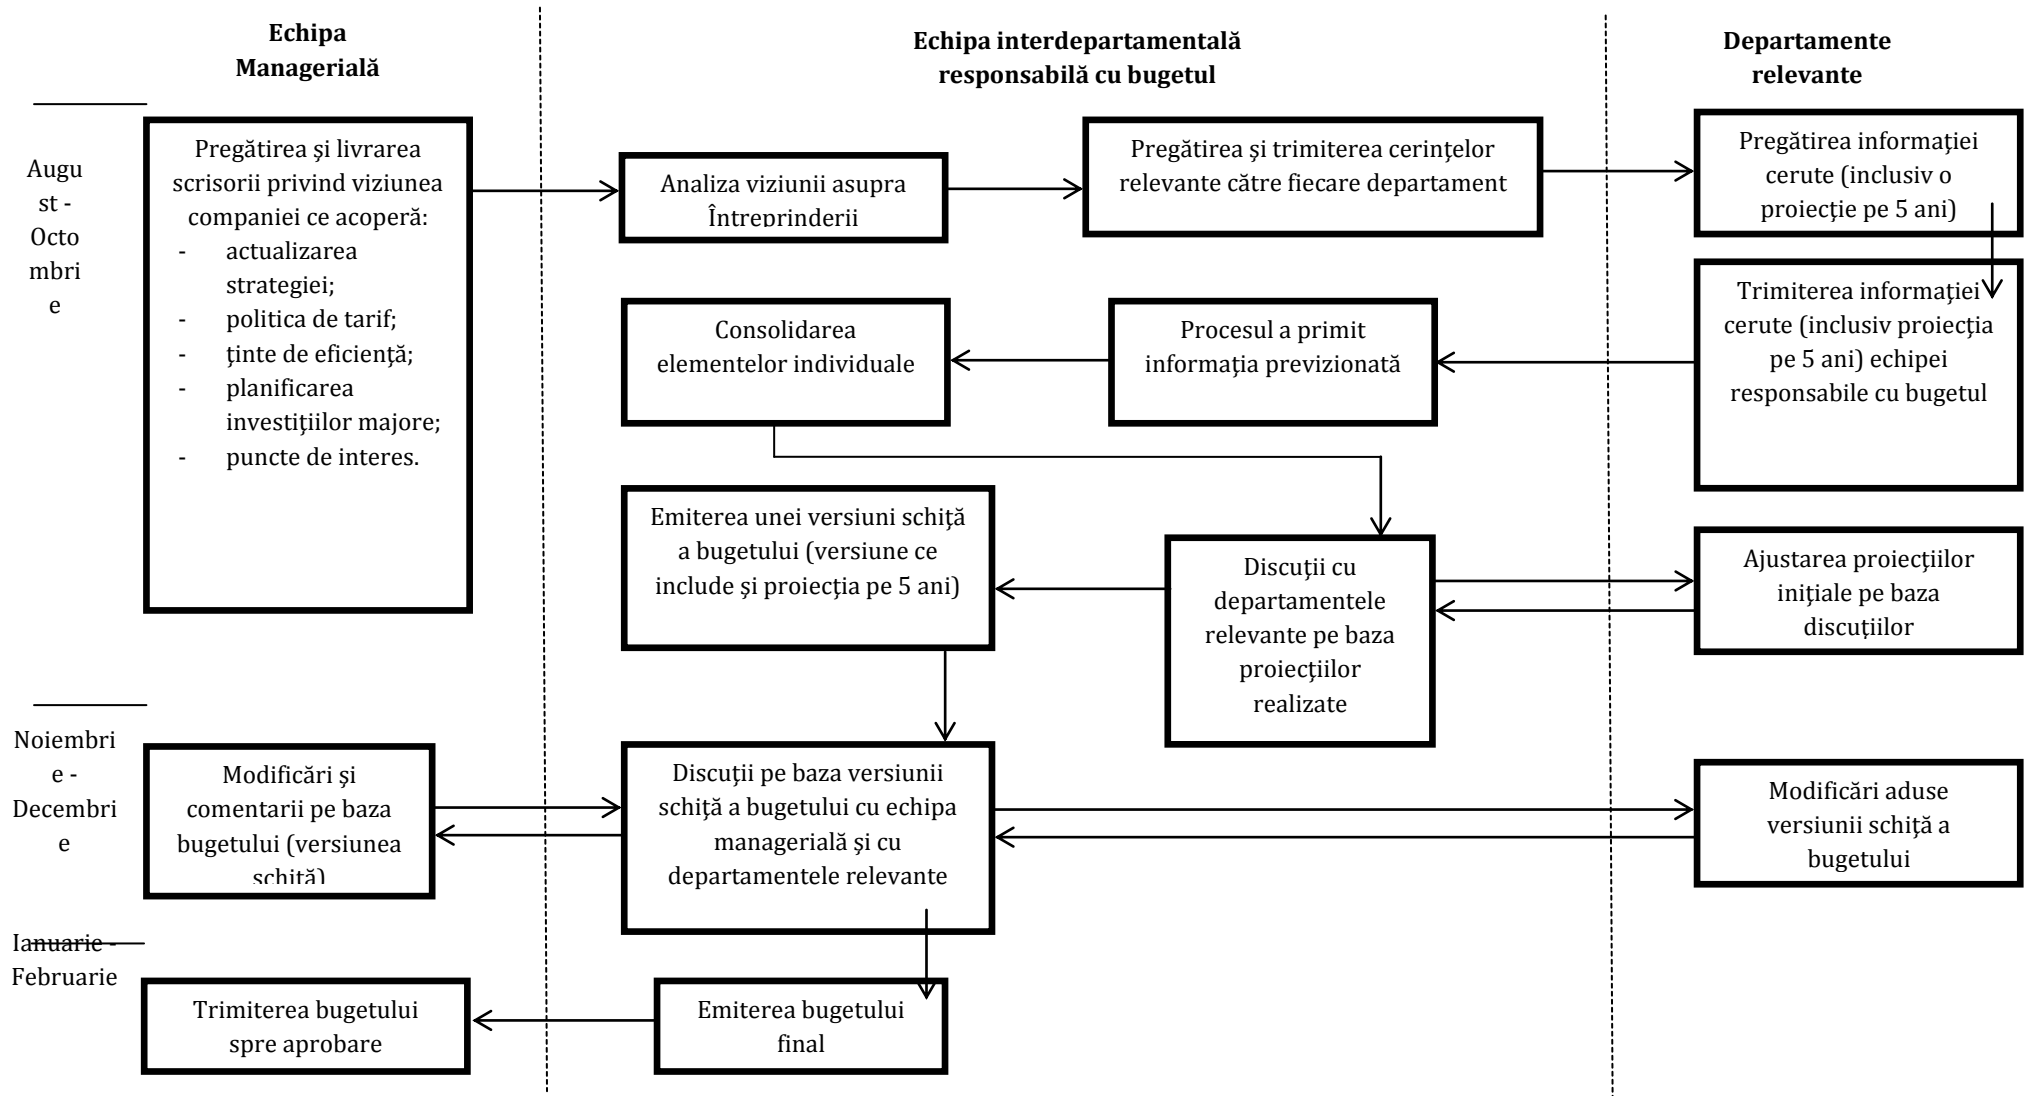 Echipa
Managerială
Echipa interdepartamentală
responsabilă cu bugetul
Departamente
relevante
Augu
st -
Octo
mbri
e
Pregătirea şi livrarea
scrisorii privind viziunea
companiei ce acoperă:
- actualizarea
strategiei;
- politica de tarif;
- ţinte de eficienţă;
- planificarea
investiţiilor majore;
- puncte de interes.
Analiza viziunii asupra
Întreprinderii
Pregătirea şi trimiterea cerinţelor
relevante către fiecare departament
Pregătirea informaţiei
cerute (inclusiv o
proiecţie pe 5 ani)
Consolidarea
elementelor individuale
Procesul a primit
informaţia previzionată
Trimiterea informaţiei
cerute (inclusiv proiecţia
pe 5 ani) echipei
responsabile cu bugetul
Emiterea unei versiuni schiţă
a bugetului (versiune ce
include şi proiecţia pe 5 ani)
Discuţii cu
departamentele
relevante pe baza
proiecţiilor
realizate
Ajustarea proiecţiilor
iniţiale pe baza
discuţiilor
Noiembri
e -
Decembri
e
Modificări şi
comentarii pe baza
bugetului (versiunea
schiţă)
Discuţii pe baza versiunii
schiţă a bugetului cu echipa
managerială şi cu
departamentele relevante
Modificări aduse
versiunii schiţă a
bugetului
Ianuarie -
Februarie
Trimiterea bugetului
spre aprobare
Emiterea bugetului
final